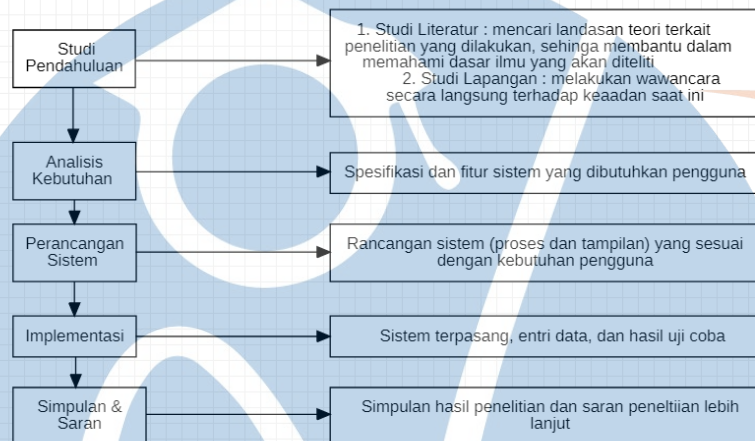 Studi
Pendahuluan
1. Studi Literatur : mencari landasan teori terkait
penelitian yang dilakukan, sehinga membantu dalam
memahami dasar ilmu yang akan diteliti
2. Studi Lapangan : melakukan wawancara
secara langsung terhadap keaadan saat ini
Analisis
Kebutuhan
Spesifikasi dan fitur sistem yang dibutuhkan pengguna
Perancangan
Sistem
Rancangan sistem (proses dan tampilan) yang sesuai
dengan kebutuhan pengguna
Implementasi
Sistem terpasang, entri data, dan hasil uji coba
Simpulan &
Saran
Simpulan hasil penelitian dan saran peneltiian lebih
lanjut